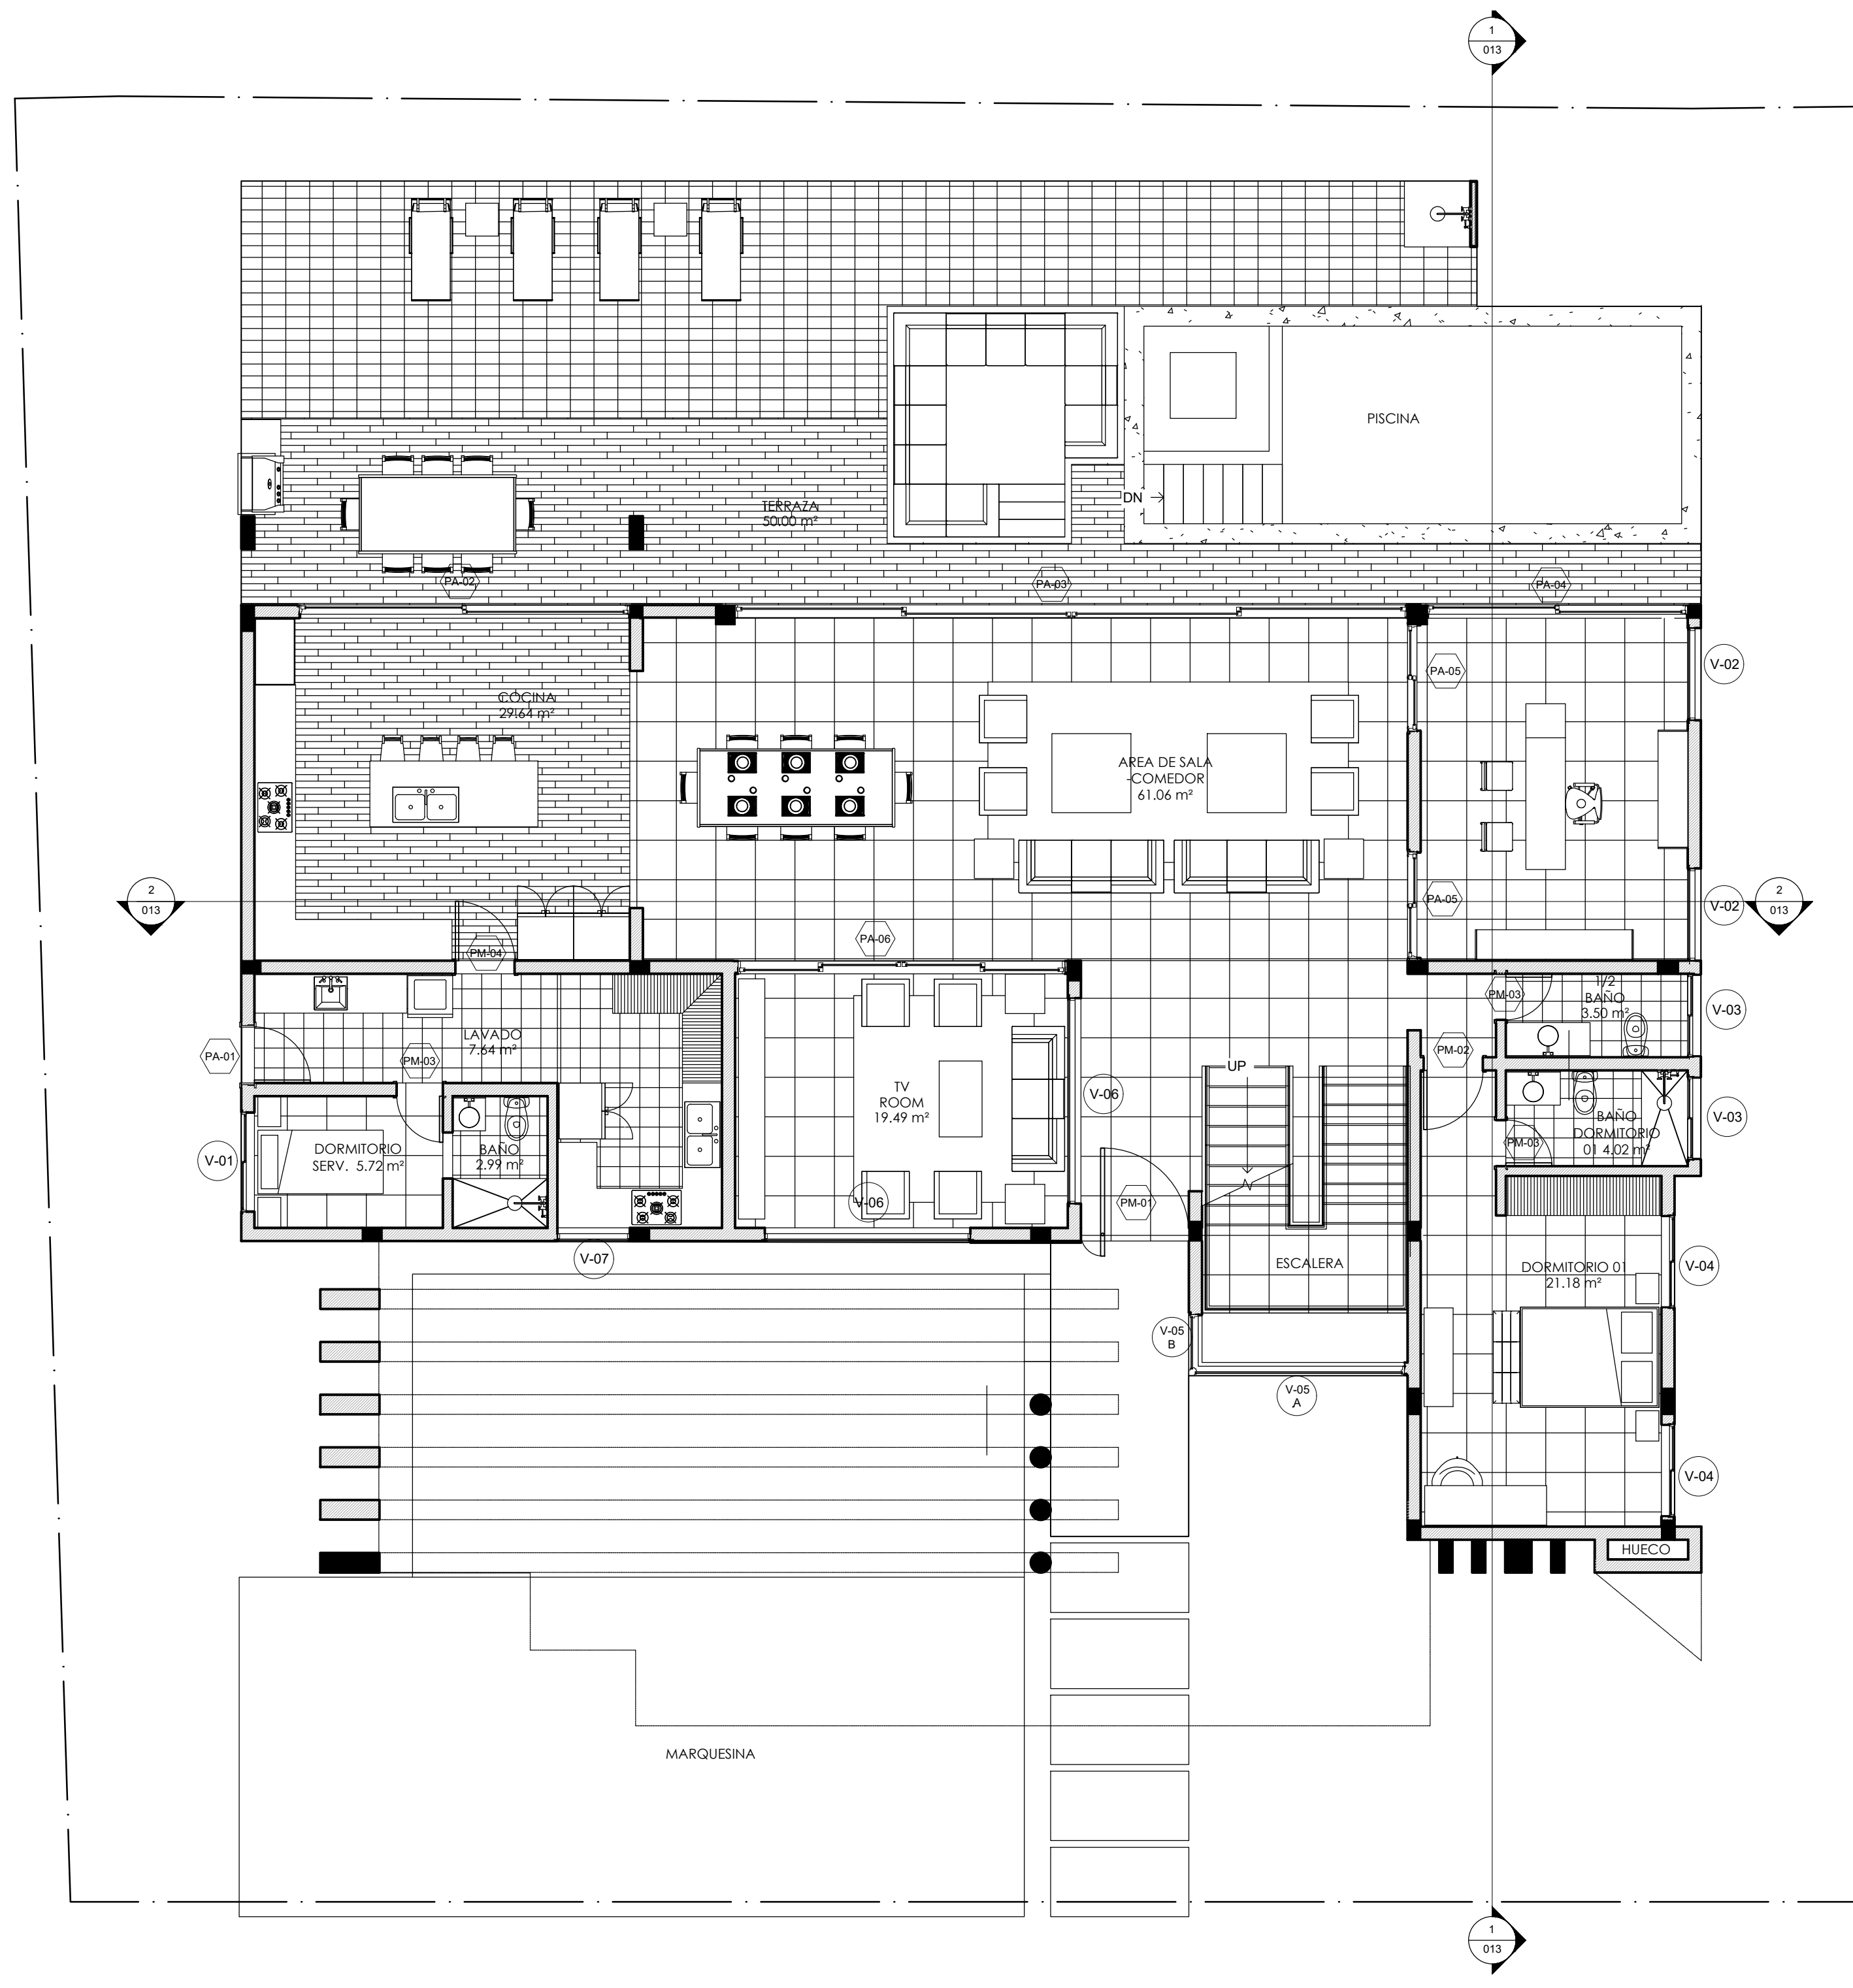 1
013
PISCINA
DN
TERRAZA
50.00 m²
PA-02
PA-03
PA-04
V-02
PA-05
COCINA
29.64 m²
AREA DE SALA
-COMEDOR
61.06 m²
2
013
PA-05
V-02
2
013
PA-06
PM-04
PM-03
1/2
BAÑO
3.50 m²
V-03
LAVADO
7.64 m²
PA-01
PM-03
PM-02
UP
TV
ROOM
19.49 m²
V-06
BAÑO
DORMITORIO
01 4.02 m²
V-03
PM-03
DORMITORIO
SERV. 5.72 m²
BAÑO
2.99 m²
V-01
V-06
PM-01
V-07
ESCALERA
DORMITORIO 01
21.18 m²
V-04
V-05
B
V-05
A
V-04
HUECO
MARQUESINA
1
013